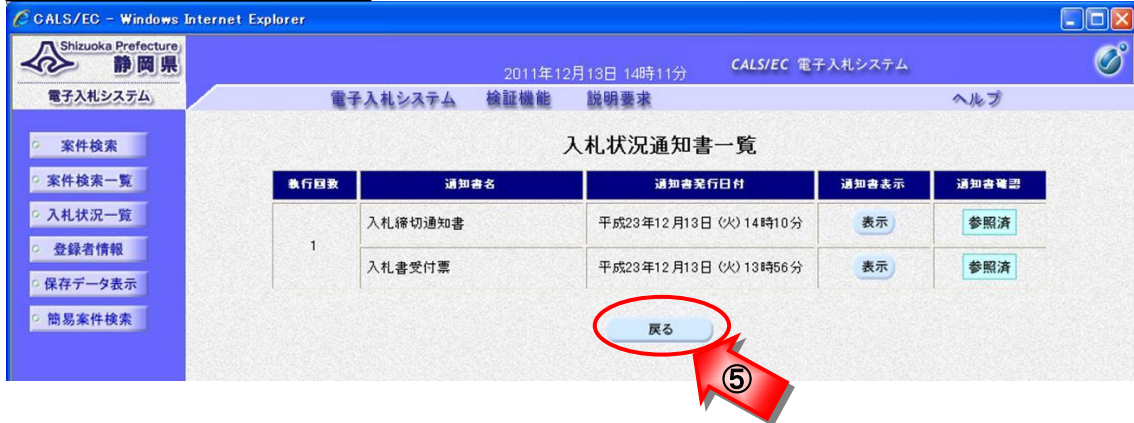 CALS/EC - Windows Internet Explorer
Shizuoka Prefecture
静岡県
電子入札システム
2011年12月13日 14時11分
CALS/EC 電子入札システム
電子入札システム 検証機能 説明要求 ヘルプ
案件検索
案件検索一覧
入札状況一覧
登録者情報
保存データ表示
簡易案件検索
入札状況通知書一覧
執行回数 通知書名 通知書発行日付 通知書表示 通知書確認
1
入札締切通知書 平成23年12月13日 (火) 14時10分 表示 参照済
入札書受付票 平成23年12月13日 (火) 13時56分 表示 参照済
戻る
⑤